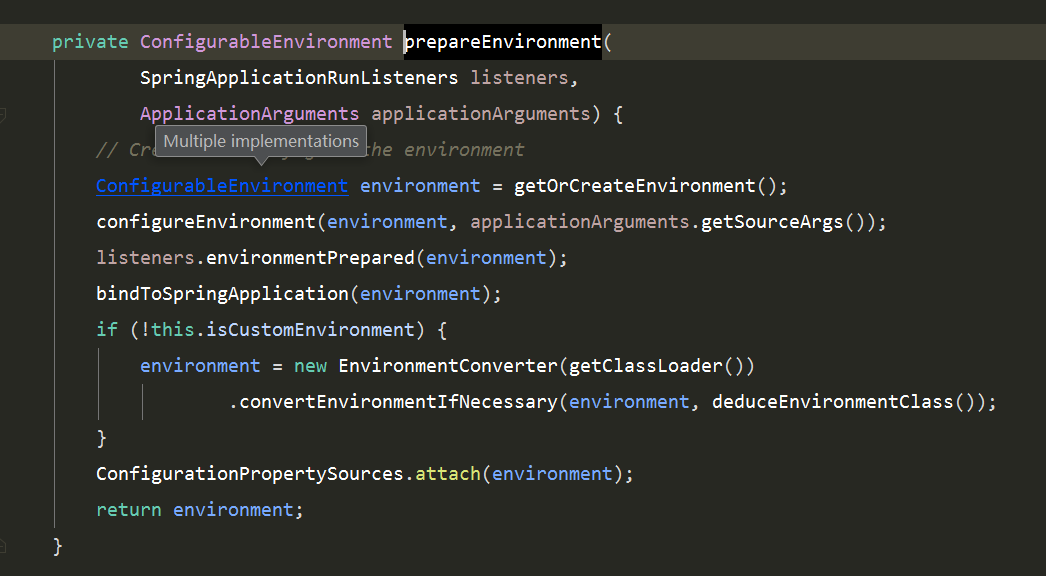 private ConfigurableEnvironment prepareEnvironment(
SpringApplicationRunListeners listeners,
ApplicationArguments applicationArguments) {
Multiple implementations
// Cr the environment
ConfigurableEnvironment environment = getOrCreateEnvironment();
configureEnvironment(environment, applicationArguments.getSourceArgs());
listeners.environmentPrepared(environment);
bindToSpringApplication(environment);
if (!this.isCustomEnvironment) {
environment = new EnvironmentConverter(getClassLoader())
.convertEnvironmentIfNecessary(environment, deduceEnvironmentClass());
}
ConfigurationPropertySources.attach(environment);
return environment;
}